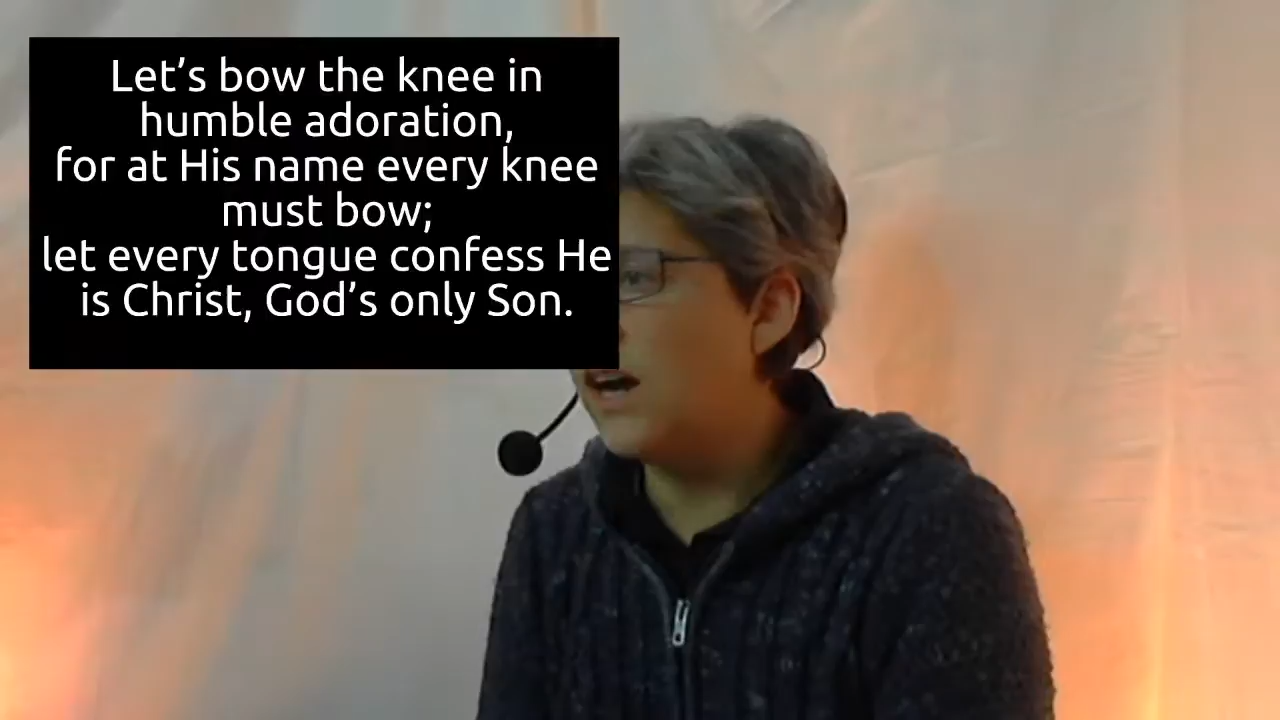 Let’s bow the knee in
humble adoration,
for at His name every knee
must bow;
let every tongue confess He
is Christ, God’s only Son.